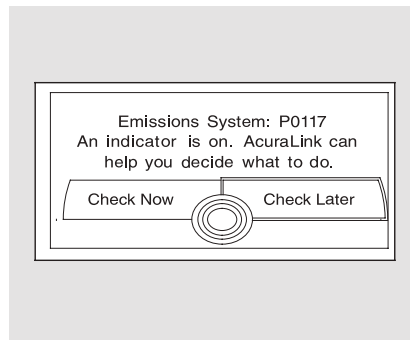 Emissions System: P0117
An indicator is on. AcuraLink can
help you decide what to do.
Check Now
Check Later